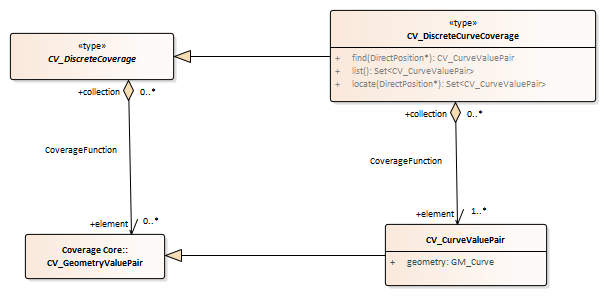 «type»
CV_DiscreteCoverage
«type»
CV_DiscreteCurveCoverage
+ find(DirectPosition*): CV_CurveValuePair
+ list(): Set<CV_CurveValuePair>
+ locate(DirectPosition*): Set<CV_CurveValuePair>
+collection 0..*
+collection 0..*
CoverageFunction
CoverageFunction
+element 0..*
+element 1..*
Coverage Core::
CV_GeometryValuePair
CV_CurveValuePair
+ geometry: GM_Curve